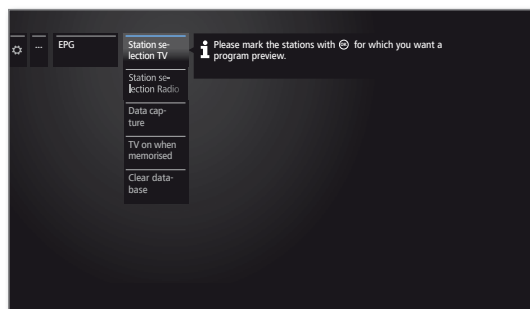 ...
EPG
Station se-
lection TV
Please mark the stations with OK for which you want a
program preview.
Station se-
lection Radio
Data cap-
ture
TV on when
memorised
Clear data-
base